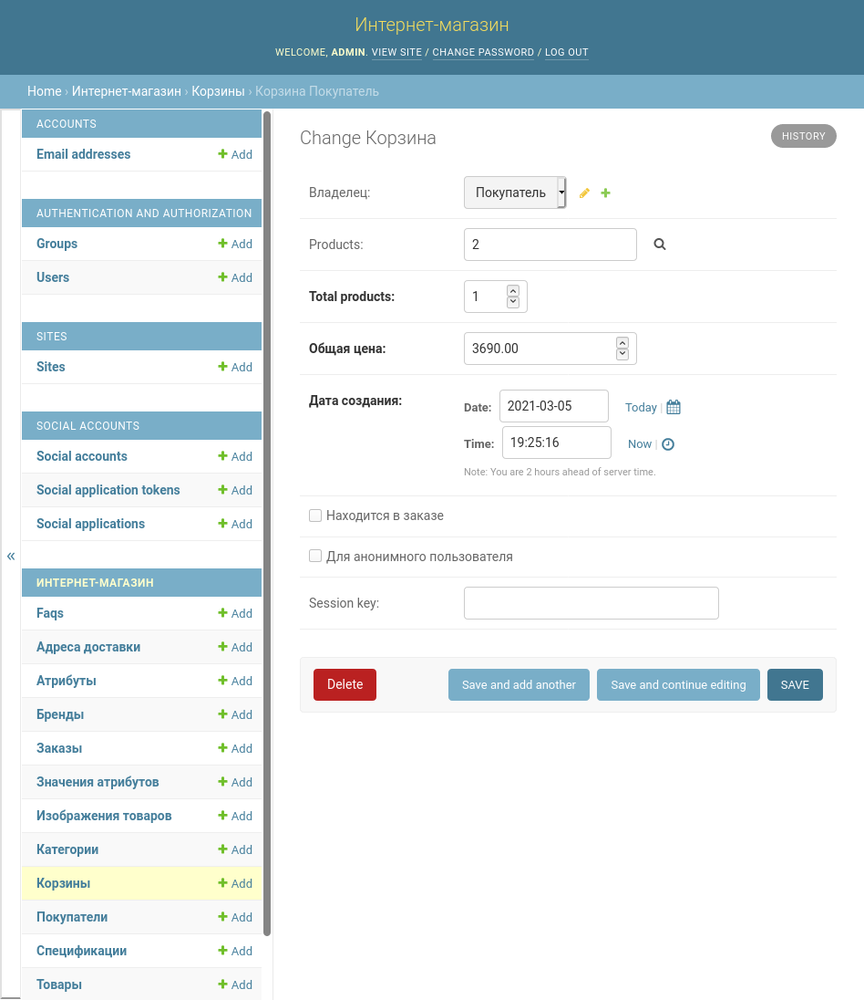 Интернет-магазин
WELCOME, ADMIN. VIEW SITE / CHANGE PASSWORD / LOG OUT
Home › Интернет-магазин › Корзины › Корзина Покупатель
«
ACCOUNTS
Email addresses Add
AUTHENTICATION AND AUTHORIZATION
Groups Add
Users Add
SITES
Sites Add
SOCIAL ACCOUNTS
Social accounts Add
Social application tokens Add
Social applications Add
ИНТЕРНЕТ-МАГАЗИН
Faqs Add
Адреса доставки Add
Атрибуты Add
Бренды Add
Заказы Add
Значения атрибутов Add
Изображения товаров Add
Категории Add
Корзины Add
Покупатели Add
Спецификации Add
Товары Add
Change Корзина HISTORY
Владелец: Покупатель
Products: 2
Total products: 1
Общая цена: 3690.00
Дата создания: Date: 2021-03-05 Today |
Time: 19:25:16 Now |
Note: You are 2 hours ahead of server time.
Находится в заказе
Для анонимного пользователя
Session key:
Delete Save and add another Save and continue editing SAVE